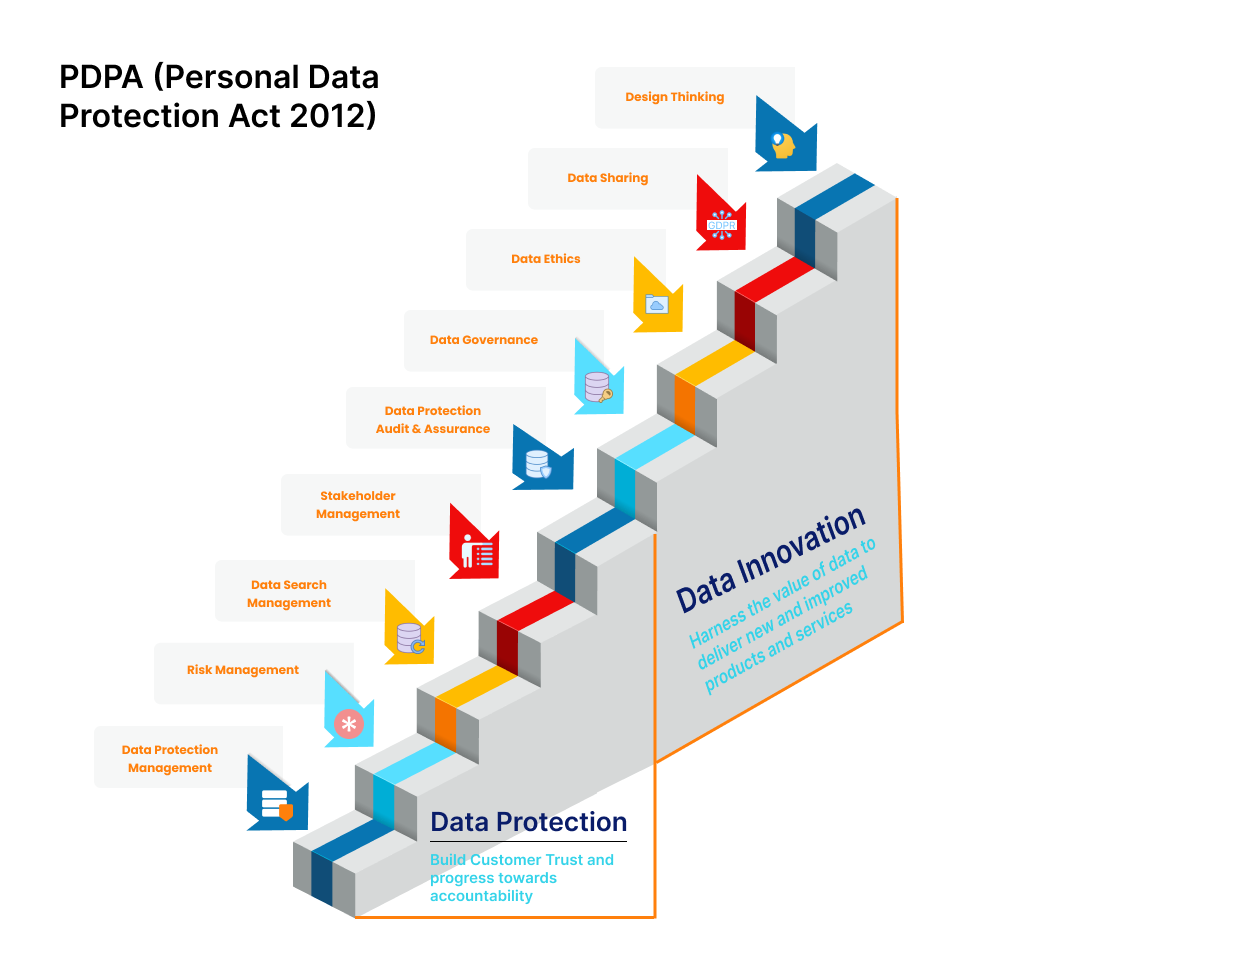 PDPA (Personal Data
Protection Act 2012)
Design Thinking
Data Sharing
GDPR
Data Ethics
Data Governance
Data Protection
Audit & Assurance
Stakeholder
Management
Data Search
Management
Risk Management
Data Protection
Management
Data Innovation
Harness the value of data to
deliver new and improved
products and services
Data Protection
Build Customer Trust and
progress towards
accountability